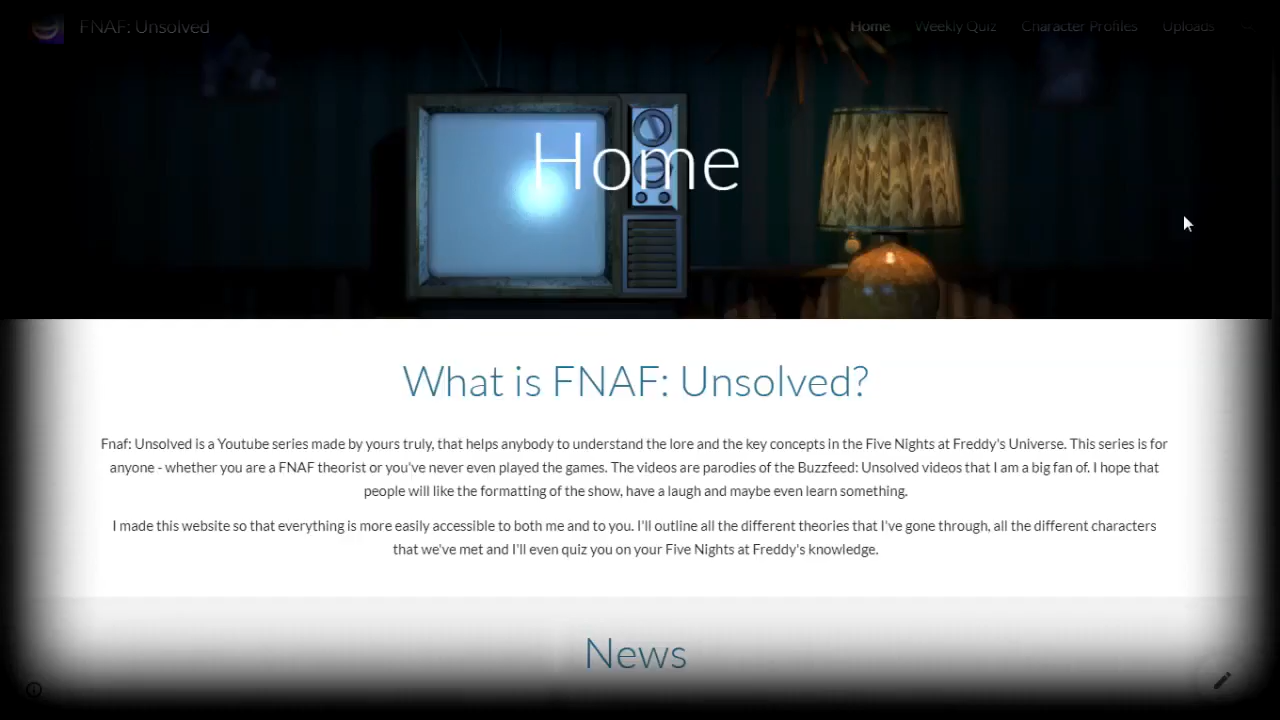 FNAF: Unsolved
Home Weekly Quiz Character Profiles Uploads
Home
What is FNAF: Unsolved?
Fnaf: Unsolved is a Youtube series made by yours truly, that helps anybody to understand the lore and the key concepts in the Five Nights at Freddy's Universe. This series is for
anyone - whether you are a FNAF theorist or you've never even played the games. The videos are parodies of the Buzzfeed: Unsolved videos that I am a big fan of. I hope that
people will like the formatting of the show, have a laugh and maybe even learn something.
I made this website so that everything is more easily accessible to both me and to you. I'll outline all the different theories that I've gone through, all the different characters
that we've met and I'll even quiz you on your Five Nights at Freddy's knowledge.
News